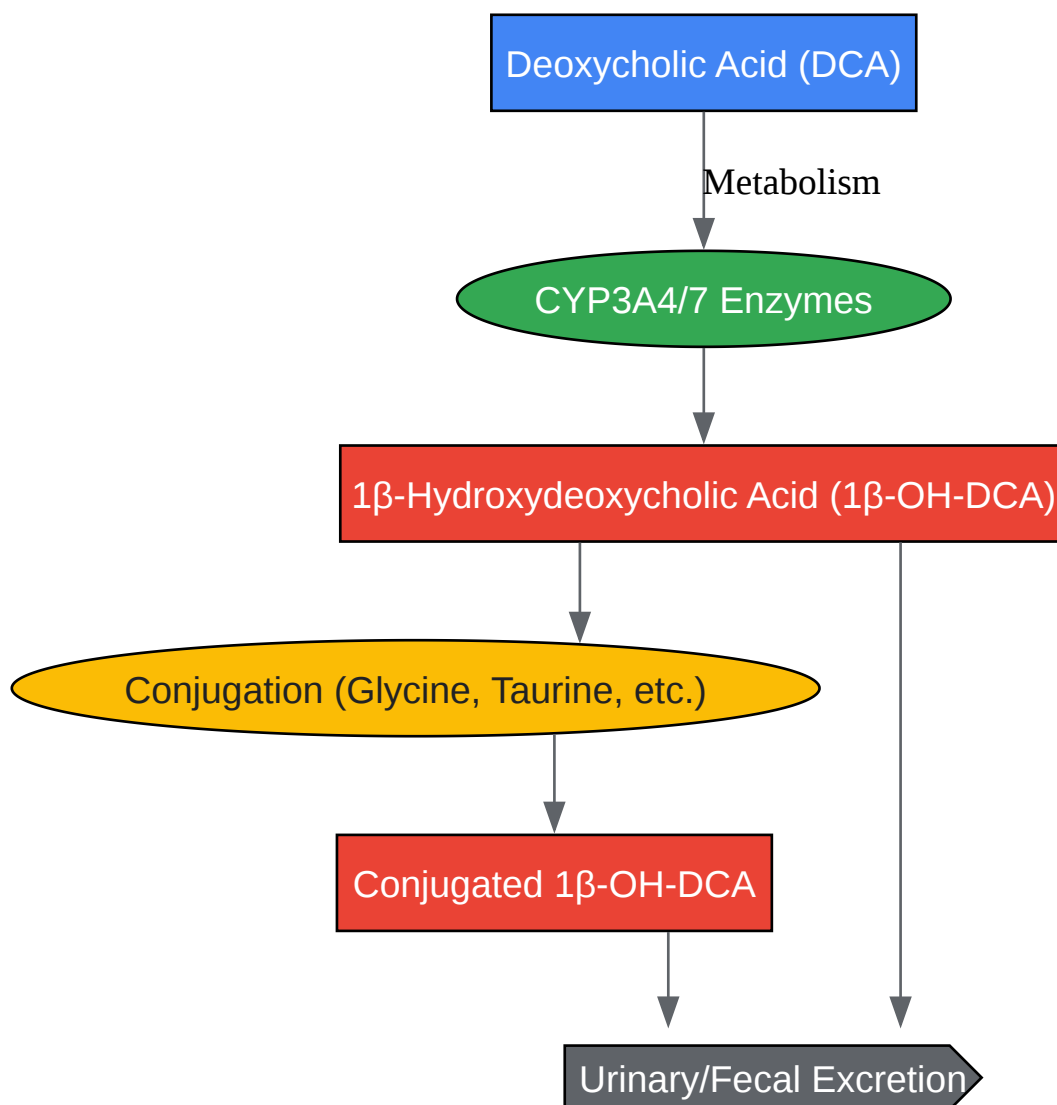 Deoxycholic Acid (DCA)
Metabolism
CYP3A4/7 Enzymes
1β-Hydroxydeoxycholic Acid (1β-OH-DCA)
Conjugation (Glycine, Taurine, etc.)
Conjugated 1β-OH-DCA
Urinary/Fecal Excretion